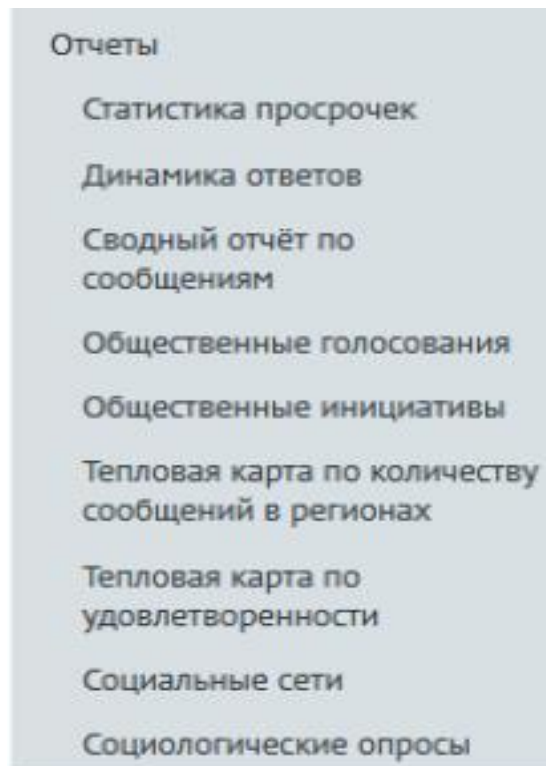 Отчеты
Статистика просрочек
Динамика ответов
Сводный отчёт по
сообщениям
Общественные голосования
Общественные инициативы
Тепловая карта по количеству
сообщений в регионах
Тепловая карта по
удовлетворенности
Социальные сети
Социологические опросы